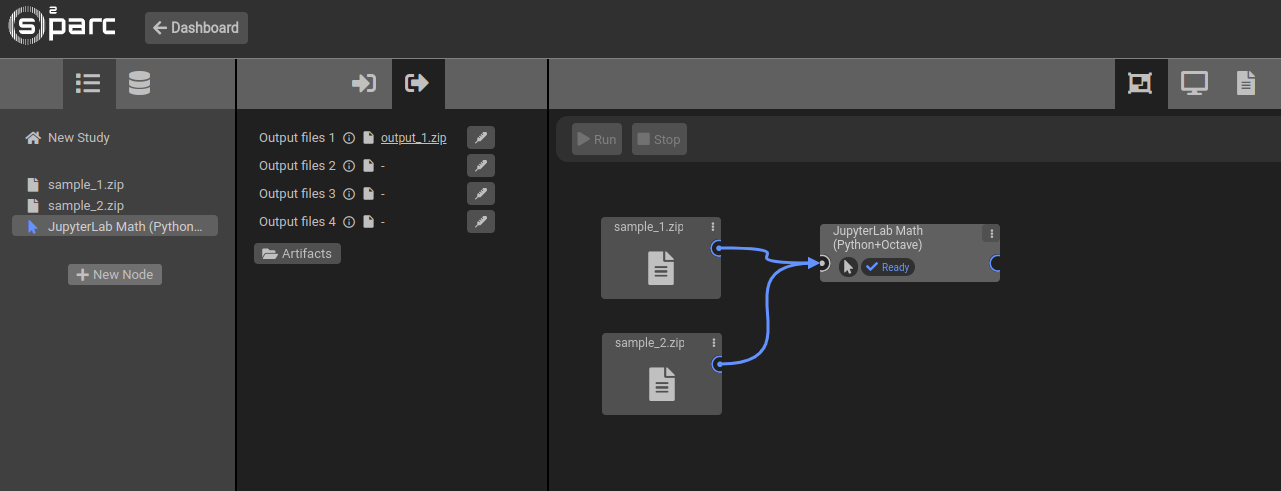 s2parc
Dashboard
New Study
sample_1.zip
sample_2.zip
JupyterLab Math (Python...
New Node
Output files 1 output_1.zip
Output files 2 -
Output files 3 -
Output files 4 -
Artifacts
Run Stop
sample_1.zip
JupyterLab Math
(Python+Octave)
Ready
sample_2.zip